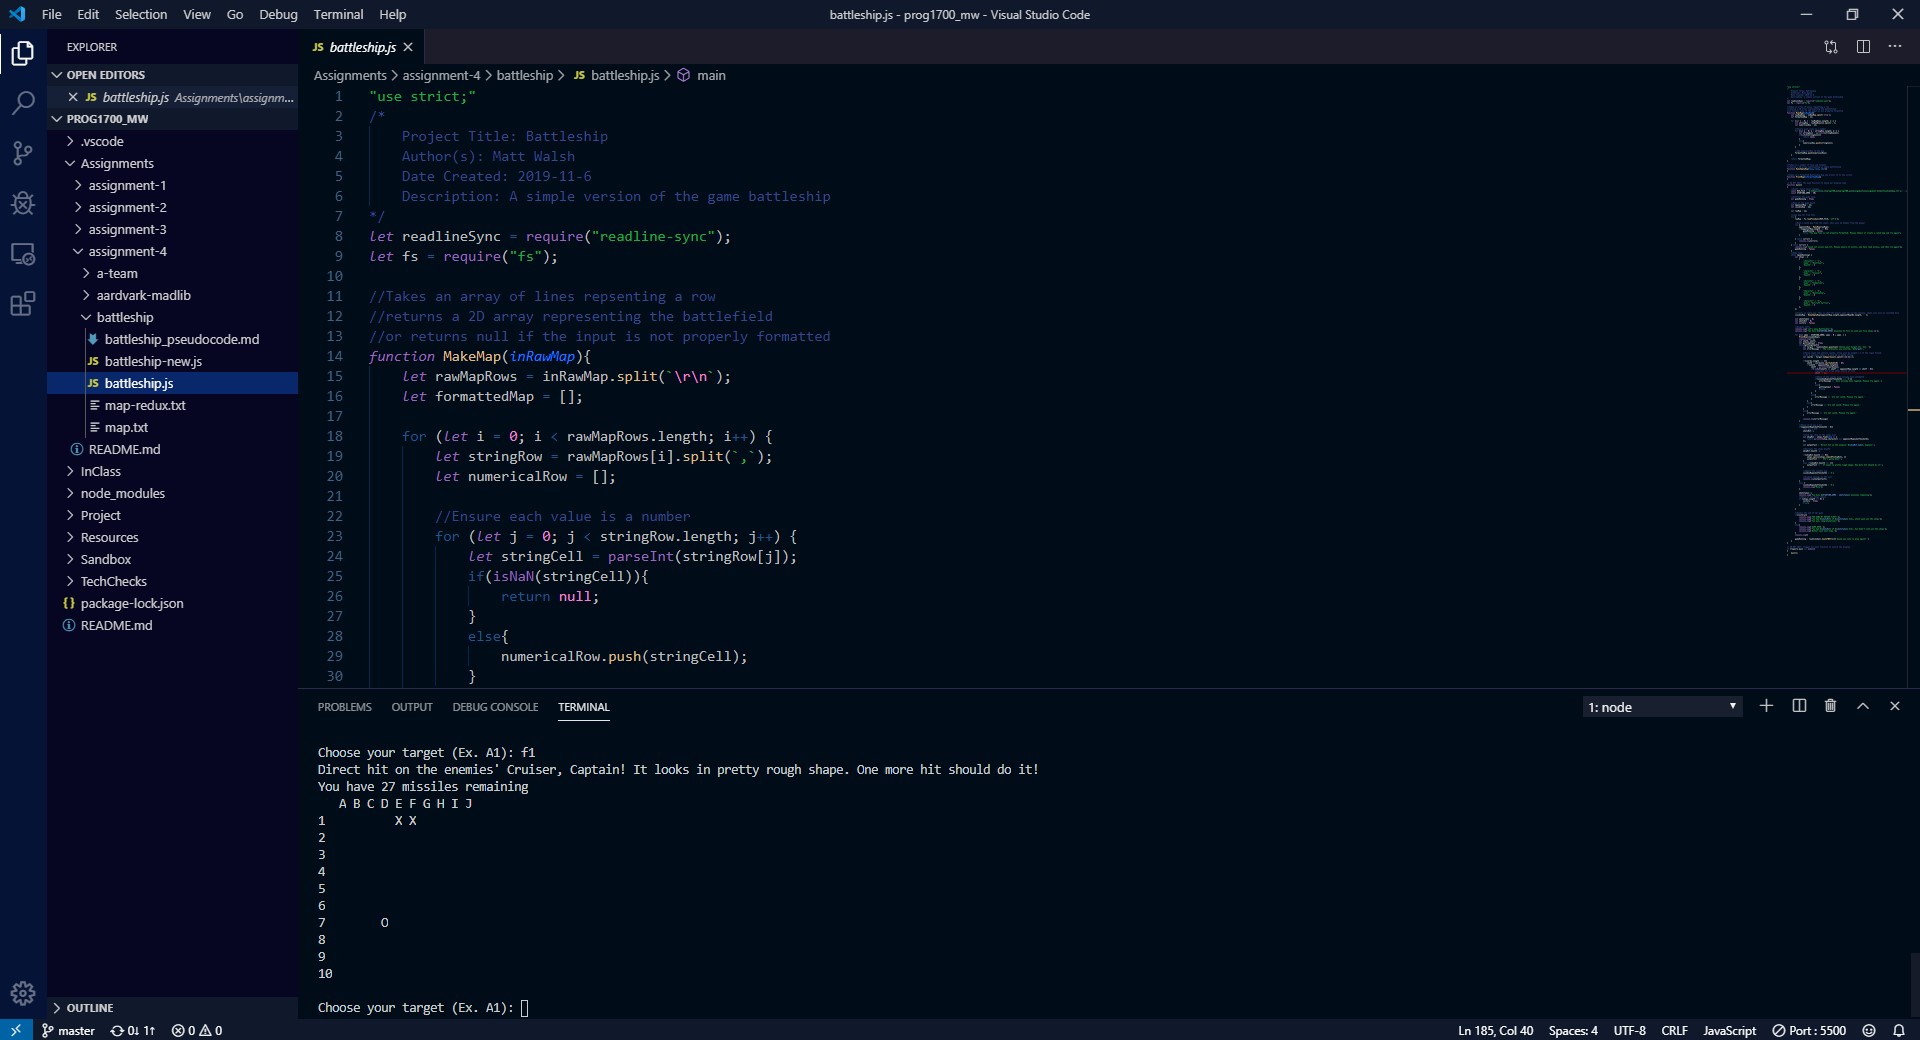 File Edit Selection View Go Debug Terminal Help
battleship.js - prog1700_mw - Visual Studio Code
EXPLORER
OPEN EDITORS
JS battleship.js Assignments\assignm...
PROG1700_MW
.vscode
Assignments
assignment-1
assignment-2
assignment-3
assignment-4
a-team
aardvark-madlib
battleship
battleship_pseudocode.md
JS battleship-new.js
JS battleship.js
map-redux.txt
map.txt
README.md
InClass
node_modules
Project
Resources
Sandbox
TechChecks
{} package-lock.json
README.md
OUTLINE
JS battleship.js
Assignments > assignment-4 > battleship > JS battleship.js > main
1 "use strict;"
2 /*
3 Project Title: Battleship
4 Author(s): Matt Walsh
5 Date Created: 2019-11-6
6 Description: A simple version of the game battleship
7 */
8 let readlineSync = require("readline-sync");
9 let fs = require("fs");
10
11 //Takes an array of lines repsenting a row
12 //returns a 2D array representing the battlefield
13 //or returns null if the input is not properly formatted
14 function MakeMap(inRawMap){
15 let rawMapRows = inRawMap.split(`\r\n`);
16 let formattedMap = [];
17
18 for (let i = 0; i < rawMapRows.length; i++) {
19 let stringRow = rawMapRows[i].split(`,`);
20 let numericalRow = [];
21
22 //Ensure each value is a number
23 for (let j = 0; j < stringRow.length; j++) {
24 let stringCell = parseInt(stringRow[j]);
25 if(isNaN(stringCell)){
26 return null;
27 }
28 else{
29 numericalRow.push(stringCell);
30 }
PROBLEMS OUTPUT DEBUG CONSOLE TERMINAL
1: node
Choose your target (Ex. A1): f1
Direct hit on the enemies' Cruiser, Captain! It looks in pretty rough shape. One more hit should do it!
You have 27 missiles remaining
A B C D E F G H I J
1 X X
2
3
4
5
6
7 O
8
9
10
Choose your target (Ex. A1):
master 0↓ 1↑ 0 0
Ln 185, Col 40 Spaces: 4 UTF-8 CRLF JavaScript Port : 5500